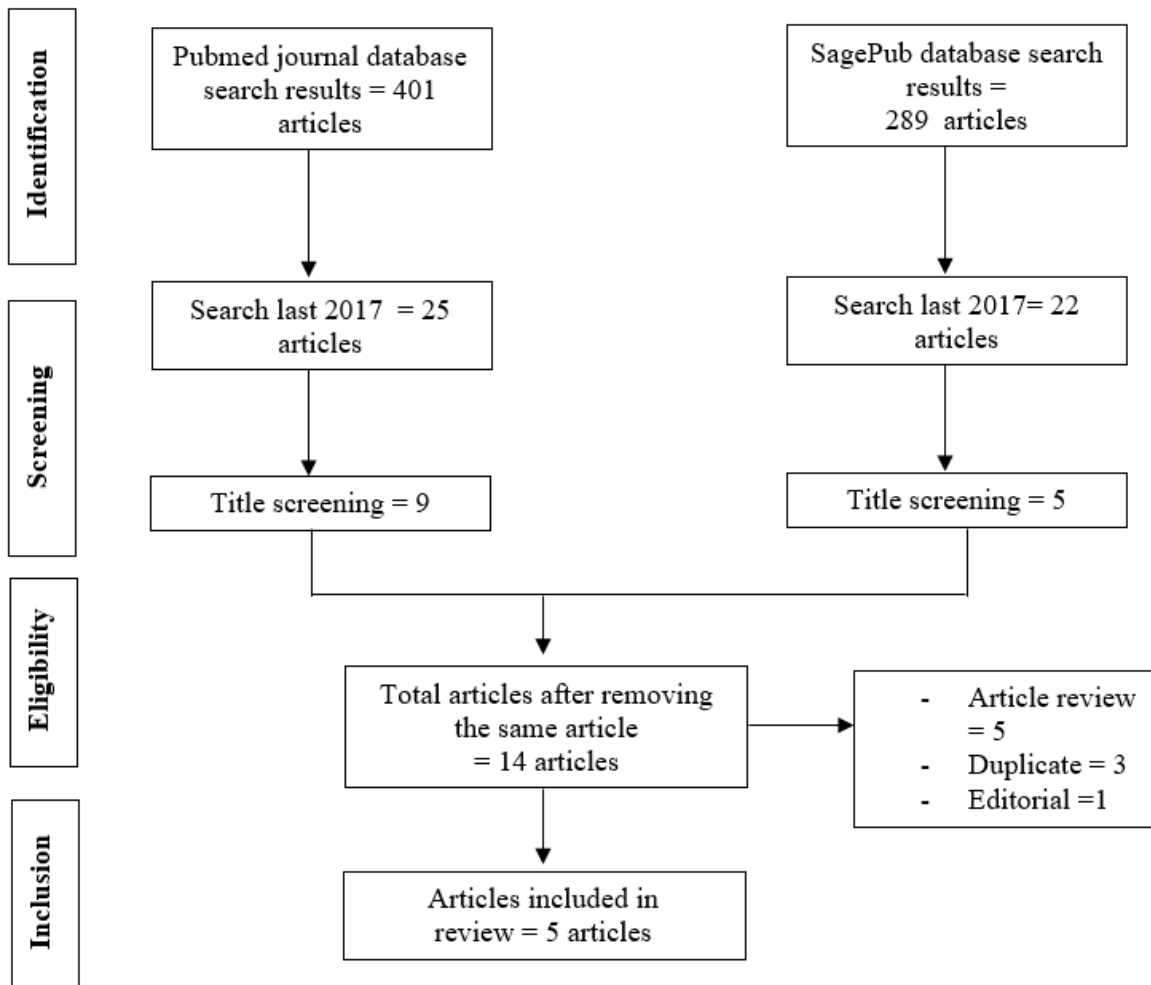 Identification
Pubmed journal database
search results = 401
articles
SagePub database search
results =
289 articles
Screening
Search last 2017 = 25
articles
Search last 2017= 22
articles
Title screening = 9
Title screening = 5
Eligibility
Total articles after removing
the same article
= 14 articles
- Article review
= 5
- Duplicate = 3
- Editorial =1
Inclusion
Articles included in
review = 5 articles